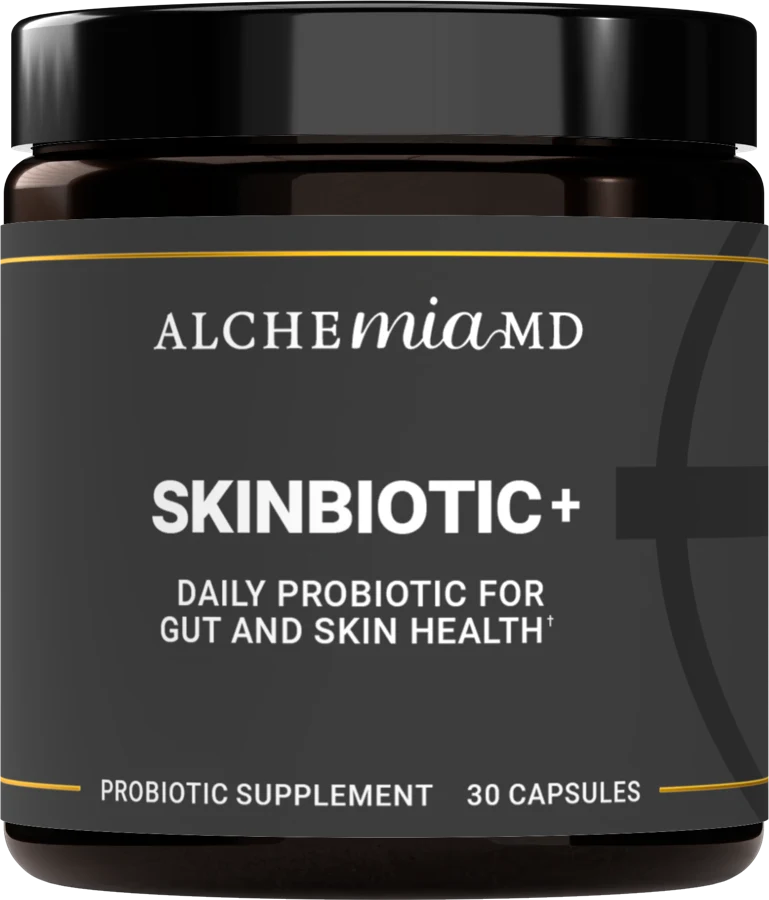 ALCHEmiaMD
SKINBIOTIC+
DAILY PROBIOTIC FOR
GUT AND SKIN HEALTH†
PROBIOTIC SUPPLEMENT 30 CAPSULES